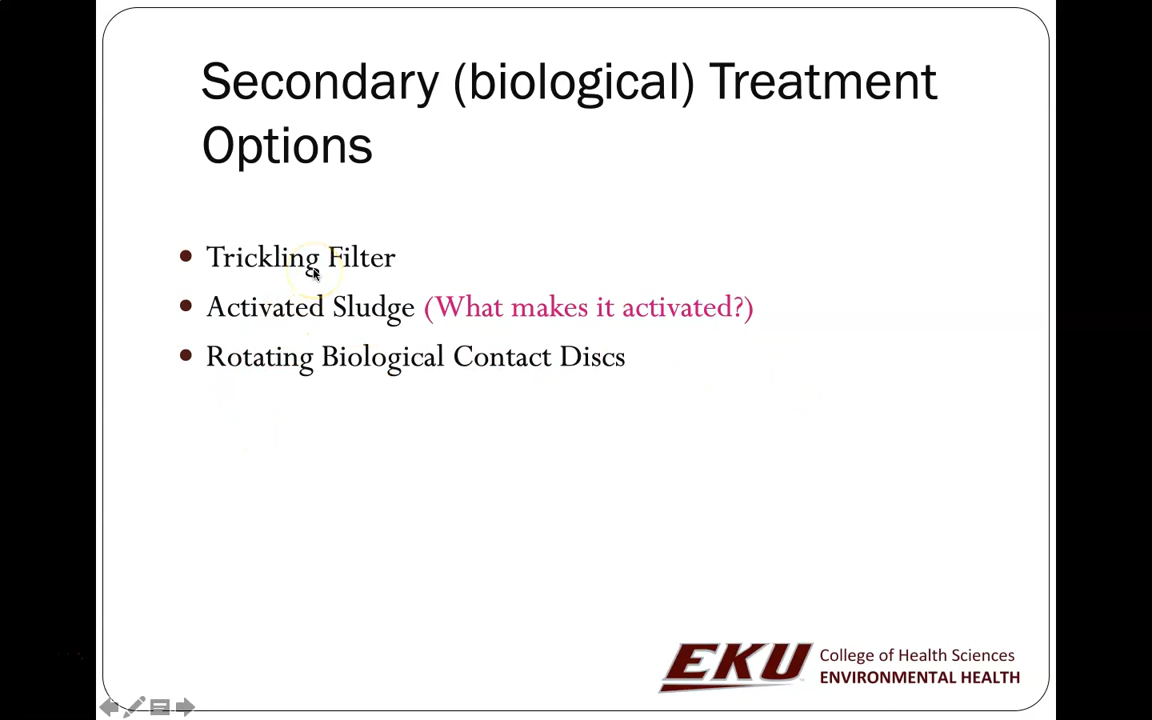 Secondary (biological) Treatment
Options
Trickling Filter
Activated Sludge (What makes it activated?)
Rotating Biological Contact Discs
EKU College of Health Sciences
ENVIRONMENTAL HEALTH